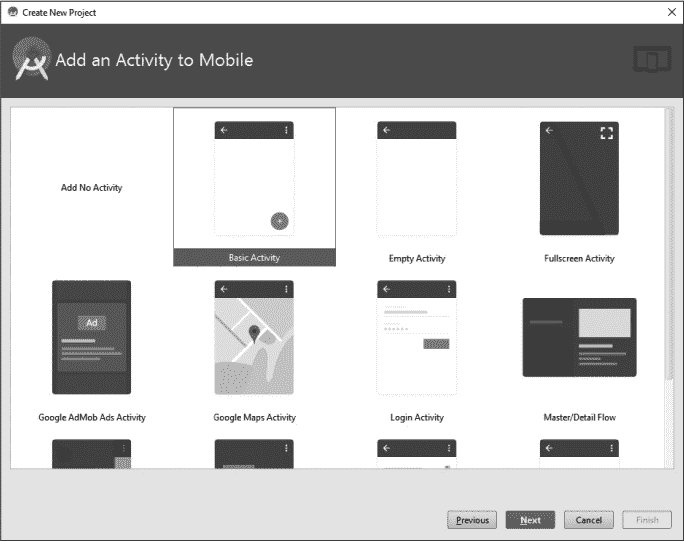 Create New Project
Add an Activity to Mobile
Add No Activity
Basic Activity
Empty Activity
Fullscreen Activity
Ad
Google AdMob Ads Activity
Google Maps Activity
Login Activity
Master/Detail Flow
Previous
Next
Cancel
Finish